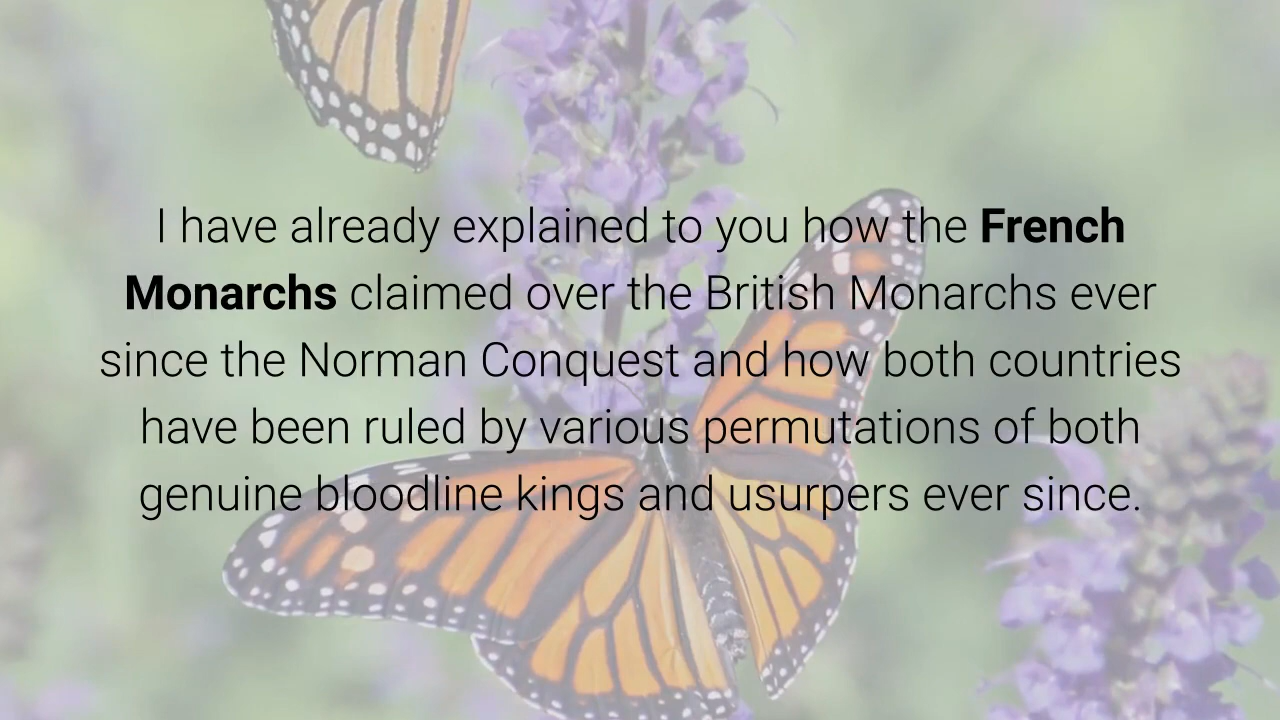 I have already explained to you how the French
Monarchs claimed over the British Monarchs ever
since the Norman Conquest and how both countries
have been ruled by various permutations of both
genuine bloodline kings and usurpers ever since.